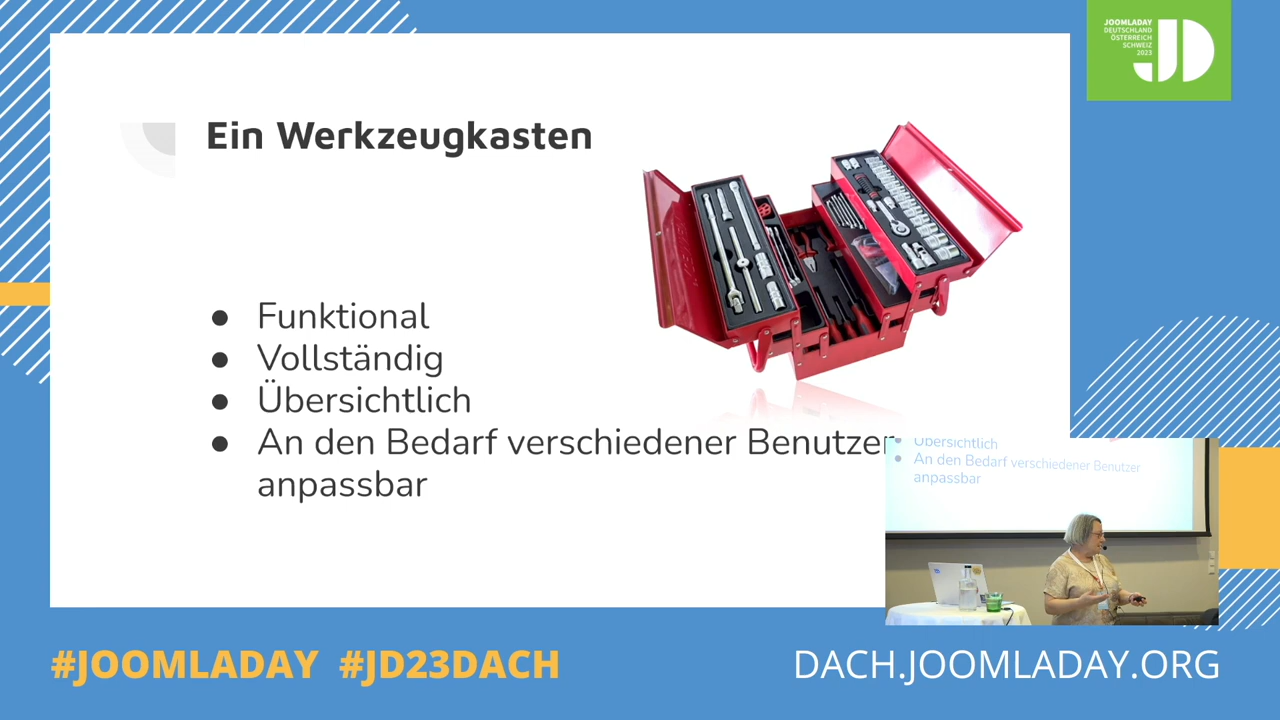 JOOMLADAY
DEUTSCHLAND
ÖSTERREICH
SCHWEIZ
2023
JD
Ein Werkzeugkasten
● Funktional
● Vollständig
● Übersichtlich
● An den Bedarf verschiedener Benutzer
anpassbar
● Übersichtlich
● An den Bedarf verschiedener Benutzer
anpassbar
#JOOMLADAY #JD23DACH
DACH.JOOMLADAY.ORG